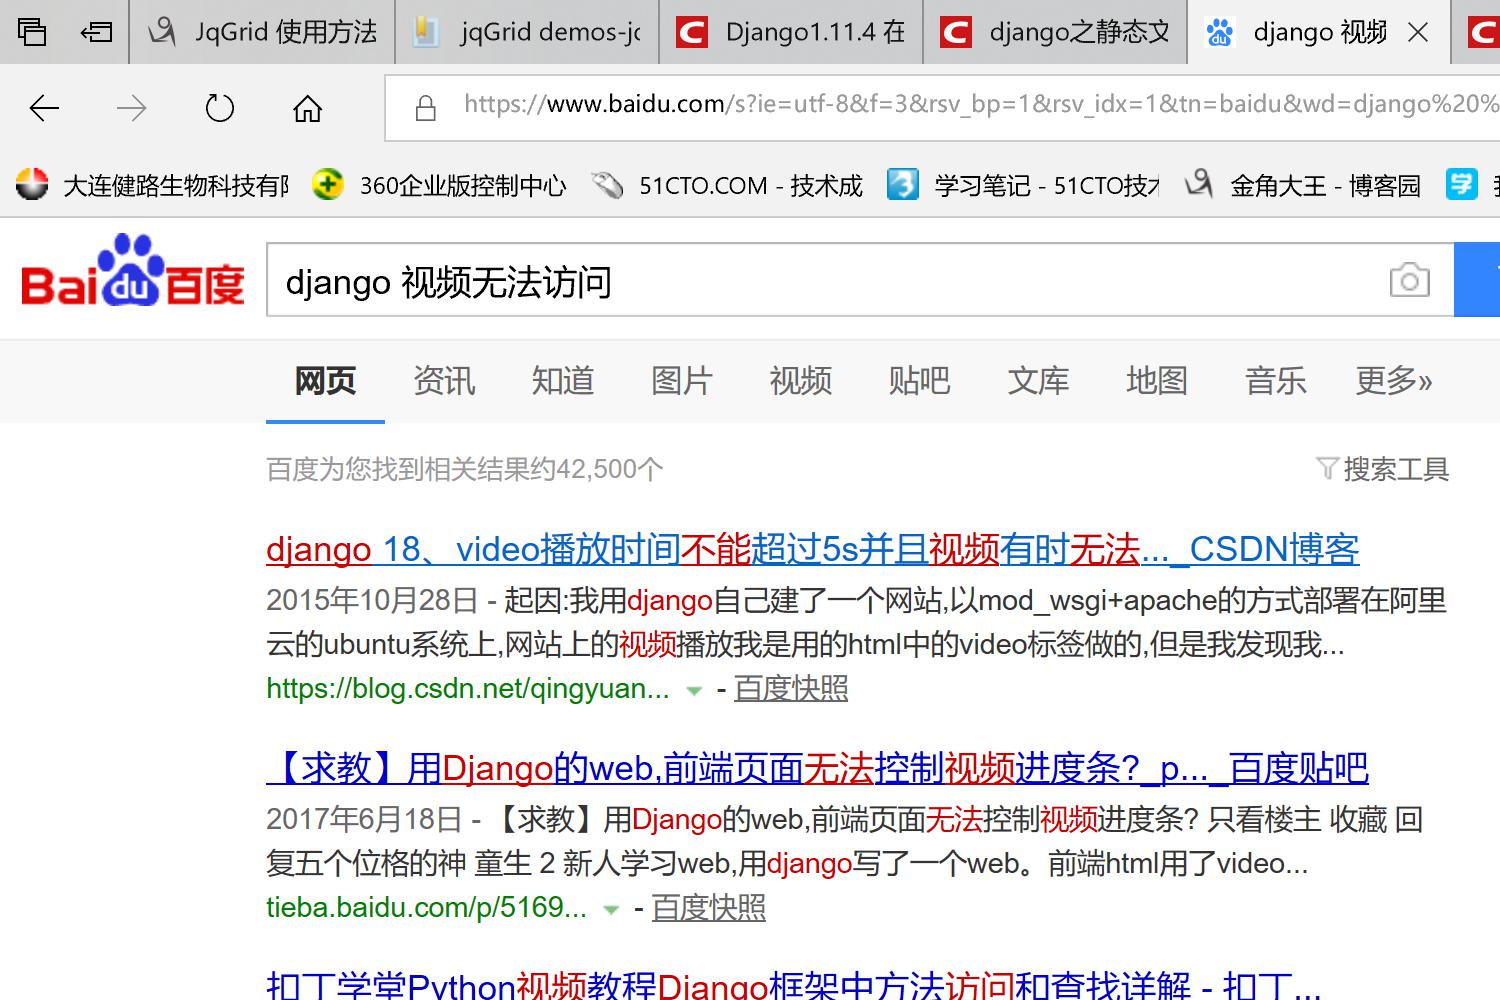 JqGrid 使用方法
jqGrid demos-jc
Django1.11.4 在
django之静态文
django 视频
https://www.baidu.com/s?ie=utf-8&f=3&rsv_bp=1&rsv_idx=1&tn=baidu&wd=django%20%
大连健路生物科技有限
360企业版控制中心
51CTO.COM - 技术成
学习笔记 - 51CTO技术
金角大王 - 博客园
学
Bai du 百度
django 视频无法访问
网页 资讯 知道 图片 视频 贴吧 文库 地图 音乐 更多»
百度为您找到相关结果约42,500个
搜索工具
django 18、video播放时间不能超过5s并且视频有时无法..._CSDN博客
2015年10月28日 - 起因:我用django自己建了一个网站,以mod_wsgi+apache的方式部署在阿里
云的ubuntu系统上,网站上的视频播放我是用的html中的video标签做的,但是我发现我...
https://blog.csdn.net/qingyuan... - 百度快照
【求教】用Django的web,前端页面无法控制视频进度条?_p..._百度贴吧
2017年6月18日 - 【求教】用Django的web,前端页面无法控制视频进度条? 只看楼主 收藏 回
复五个位格的神 童生 2 新人学习web,用django写了一个web。前端html用了video...
tieba.baidu.com/p/5169... - 百度快照
扣丁学堂Python视频教程Django框架中方法访问和查找详解 - 扣丁...